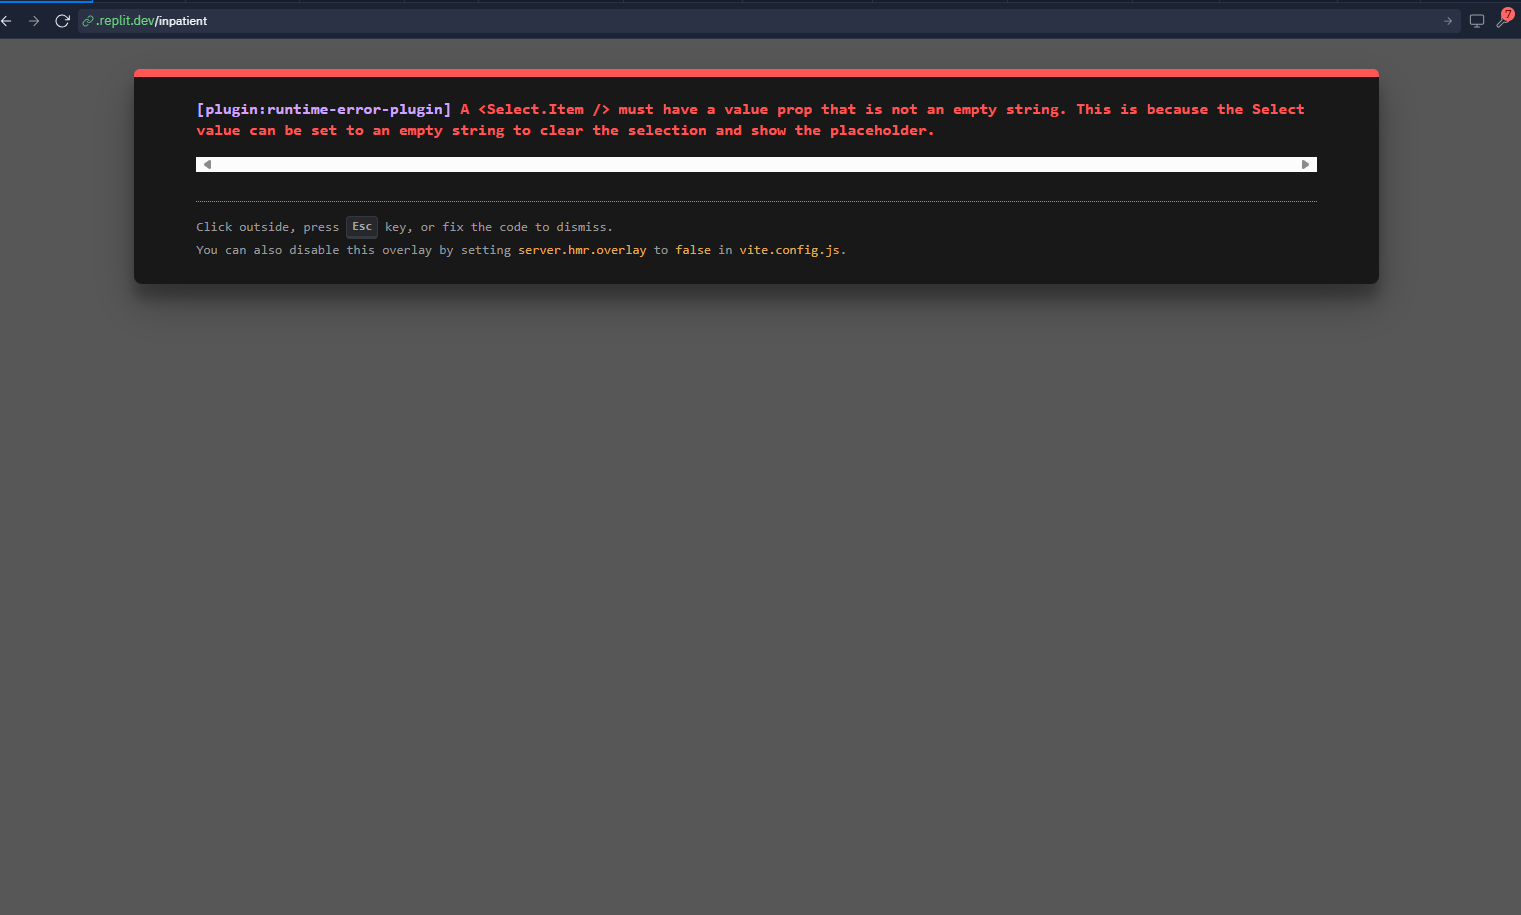 .replit.dev/inpatient
7
[plugin:runtime-error-plugin] A <Select.Item /> must have a value prop that is not an empty string. This is because the Select
value can be set to an empty string to clear the selection and show the placeholder.
Click outside, press Esc key, or fix the code to dismiss.
You can also disable this overlay by setting server.hmr.overlay to false in vite.config.js.